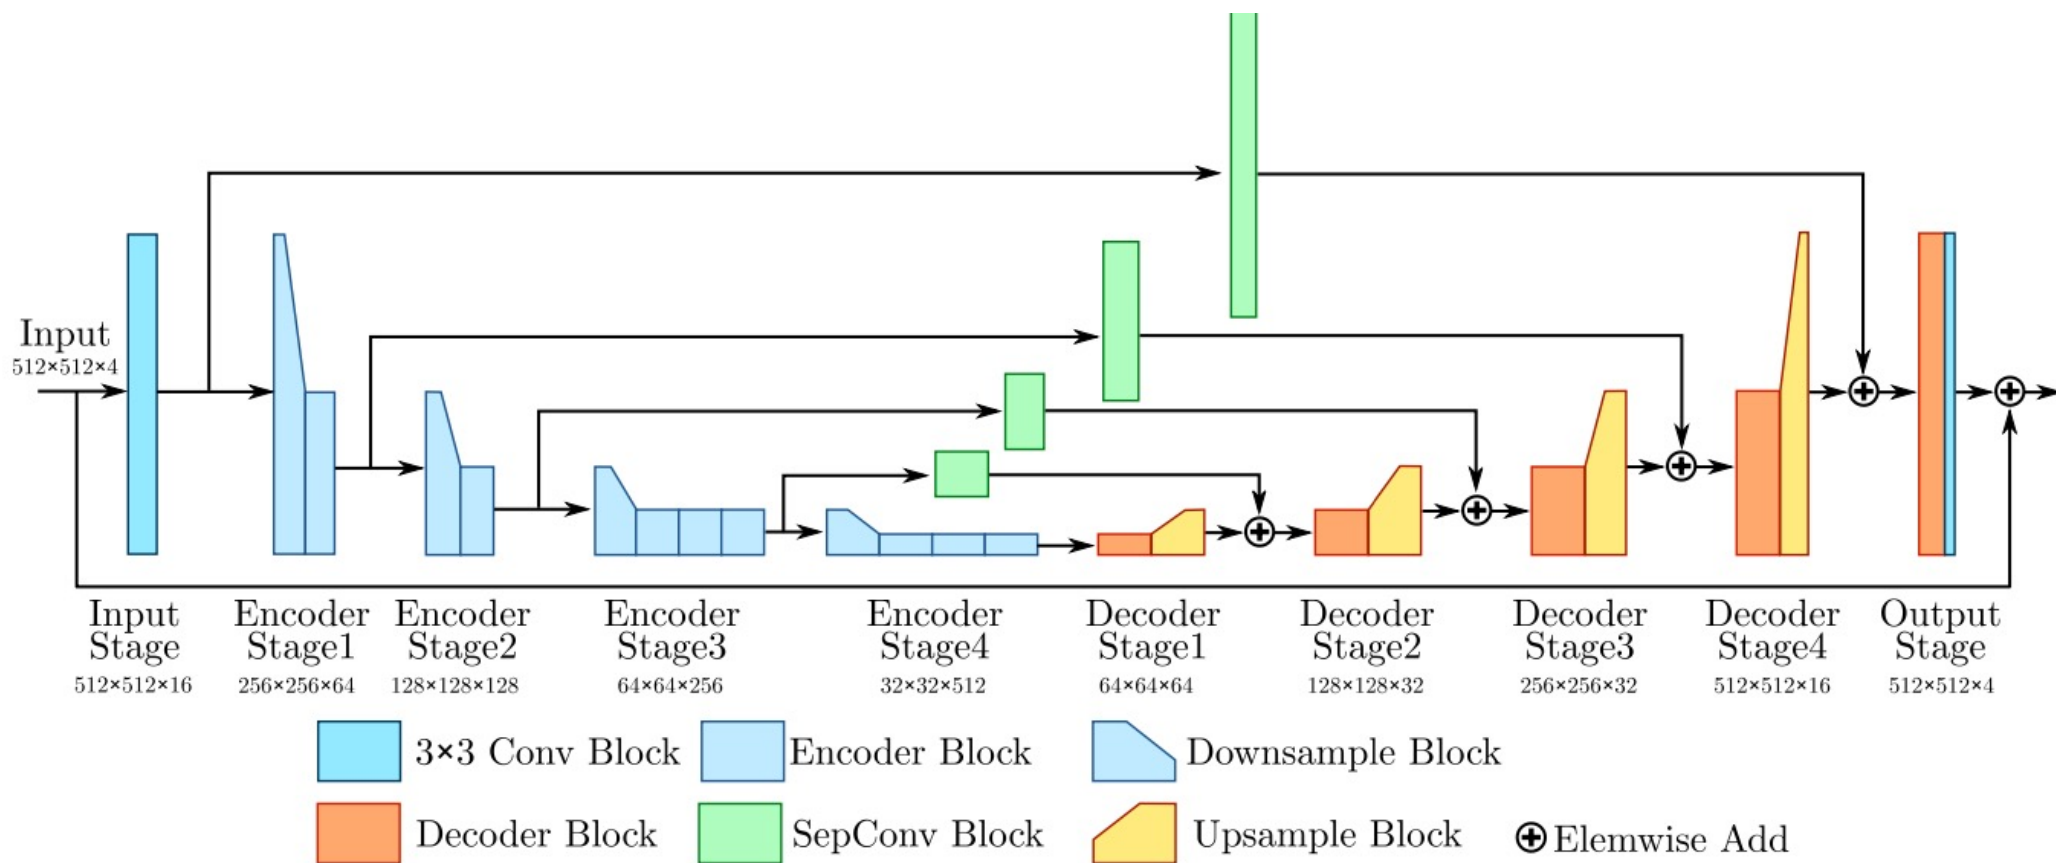 Input
512×512×4
Input
Stage
512×512×16
Encoder
Stage1
256×256×64
Encoder
Stage2
128×128×128
Encoder
Stage3
64×64×256
Encoder
Stage4
32×32×512
Decoder
Stage1
64×64×64
Decoder
Stage2
128×128×32
Decoder
Stage3
256×256×32
Decoder
Stage4
512×512×16
Output
Stage
512×512×4
3×3 Conv Block
Encoder Block
Downsample Block
Decoder Block
SepConv Block
Upsample Block
Elemwise Add